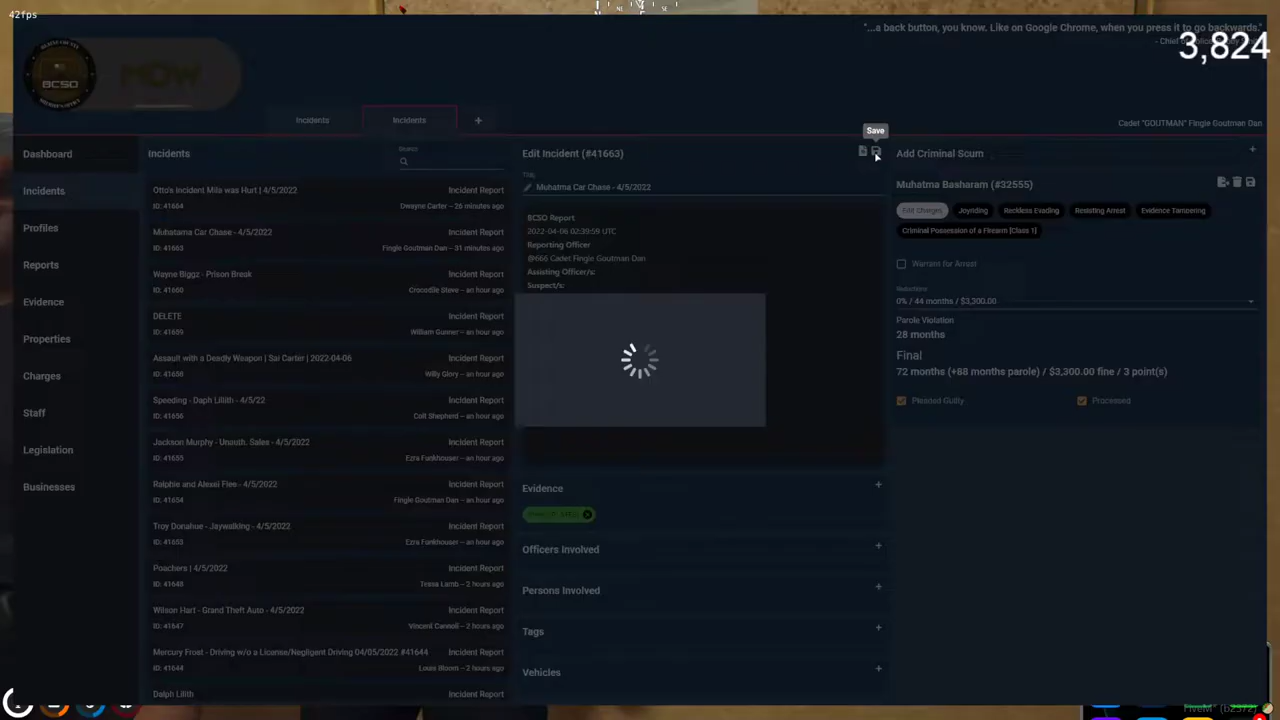 42fps
"...a back button, you know. Like on Google Chrome, when you press it to go backwards."
3,824
BCSO
Incidents
Incidents
+
Cadet "GOUTMAN" Fingle Goutman Dan
Save
Dashboard
Incidents
Profiles
Reports
Evidence
Properties
Charges
Staff
Legislation
Businesses
Incidents
Search
Otto's Incident Mile was Hurt | 4/5/2022 Incident Report
ID: 41664 Dwayne Carter – 26 minutes ago
Muhatama Car Chase - 4/5/2022 Incident Report
ID: 41663 Fingle Goutman Dan – 31 minutes ago
Wayne Biggz - Prison Break Incident Report
ID: 41660 Crocodile Steve – an hour ago
DELETE Incident Report
ID: 41659 William Gunner – an hour ago
Assault with a Deadly Weapon | Sai Carter | 2022-04-06 Incident Report
ID: 41658 Willy Glory – an hour ago
Speeding - Daph Lillith - 4/5/22 Incident Report
ID: 41656 Colt Shepherd – an hour ago
Jackson Murphy - Unauth. Sales - 4/5/2022 Incident Report
ID: 41655 Ezra Funkhouser – an hour ago
Ralphie and Alexei Flee - 4/5/2022 Incident Report
ID: 41654 Fingle Goutman Dan – an hour ago
Troy Donahue - Jaywalking - 4/5/2022 Incident Report
ID: 41653 Ezra Funkhouser – an hour ago
Poachers | 4/5/2022 Incident Report
ID: 41648 Tessa Lamb – 2 hours ago
Wilson Hart - Grand Theft Auto - 4/5/2022 Incident Report
ID: 41647 Vincent Cannoli – 2 hours ago
Mercury Frost - Driving w/o a License/Negligent Driving 04/05/2022 #41644 Incident Report
ID: 41644 Louis Bloom – 2 hours ago
Dalph Lilith Incident Report
Edit Incident (#41663)
Title
Muhatma Car Chase - 4/5/2022
BCSO Report
2022-04-06 02:39:59 UTC
Reporting Officer
@666 Cadet Fingle Goutman Dan
Assisting Officer/s:
Suspect/s:
Evidence +
Officers Involved +
Persons Involved +
Tags +
Vehicles +
Add Criminal Scum +
Muhatma Basharam (#32555)
Edit Charges Joyriding Reckless Evading Resisting Arrest Evidence Tampering
Criminal Possession of a Firearm [Class 1]
Warrant for Arrest
Reductions
0% / 44 months / $3,300.00
Parole Violation
28 months
Final
72 months (+88 months parole) / $3,300.00 fine / 3 point(s)
Pleaded Guilty Processed
FiveM